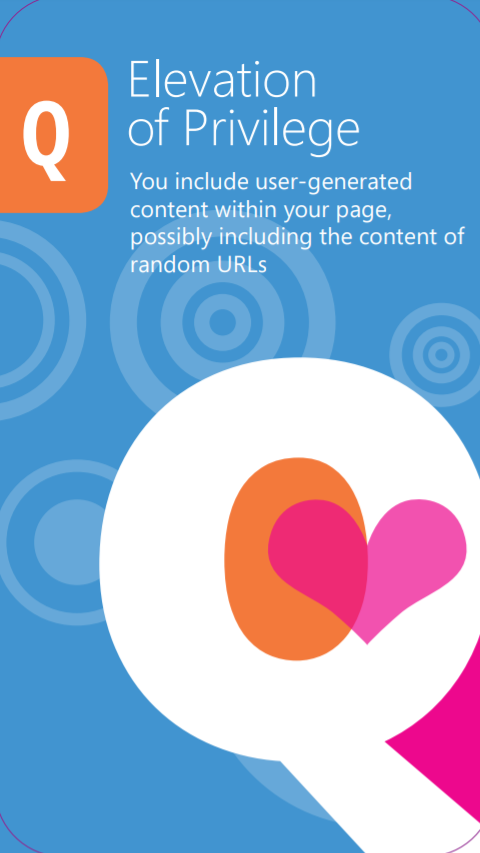 Q
Elevation
of Privilege
You include user-generated
content within your page,
possibly including the content of
random URLs
Q